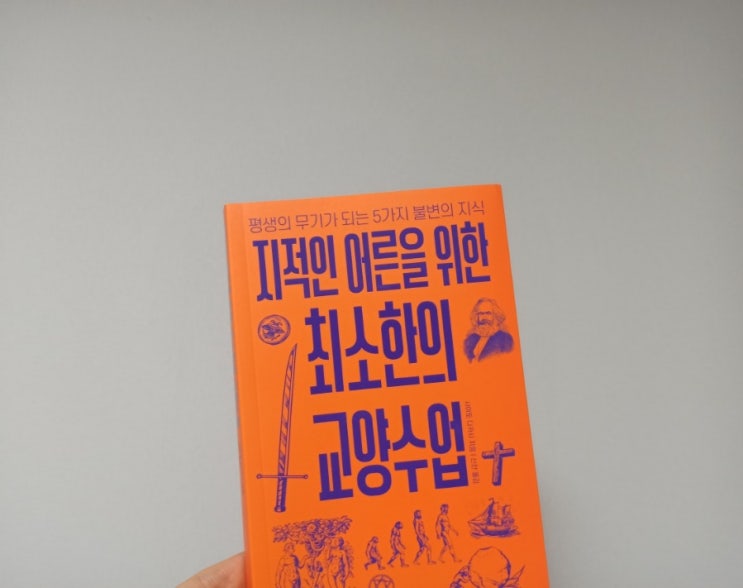 평생의 무기가 되는 5가지 불변의 지식
지적인 어른을 위한
최소한의
교양수업